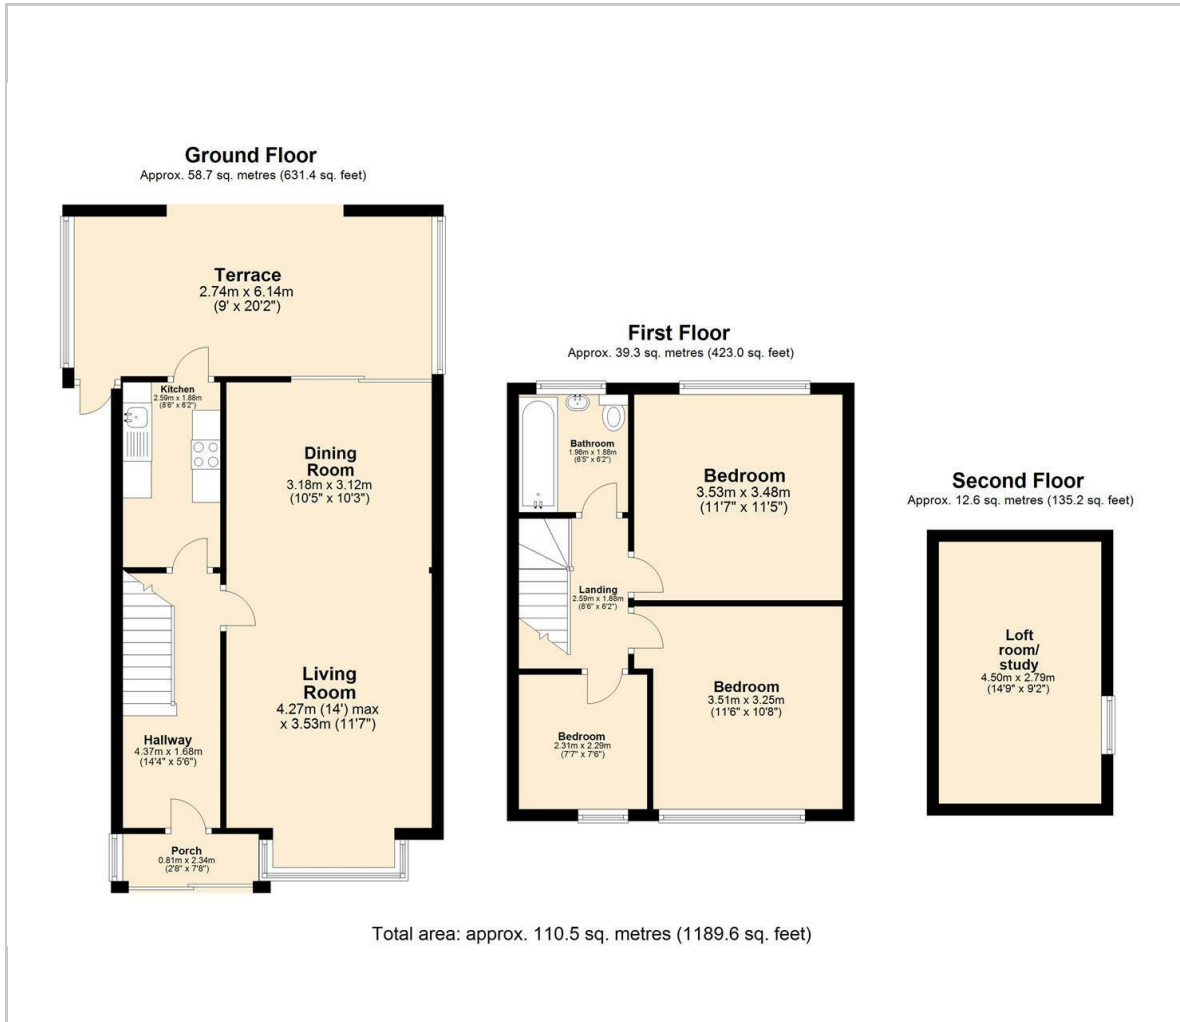 Ground Floor
Approx. 58.7 sq. metres (631.4 sq. feet)
Terrace
2.74m x 6.14m
(9' x 20'2")
Kitchen
2.59m x 1.88m
(8'6" x 6'2")
Dining
Room
3.18m x 3.12m
(10'5" x 10'3")
Living
Room
4.27m (14') max
x 3.53m (11'7")
Hallway
4.37m x 1.68m
(14'4" x 5'6")
Porch
0.81m x 2.34m
(2'8" x 7'8")
First Floor
Approx. 39.3 sq. metres (423.0 sq. feet)
Bathroom
1.96m x 1.88m
(6'5" x 6'2")
Bedroom
3.53m x 3.48m
(11'7" x 11'5")
Landing
2.59m x 1.88m
(8'6" x 6'2")
Bedroom
3.51m x 3.25m
(11'6" x 10'8")
Bedroom
2.31m x 2.29m
(7'7" x 7'6")
Second Floor
Approx. 12.6 sq. metres (135.2 sq. feet)
Loft
room/
study
4.50m x 2.79m
(14'9" x 9'2")
Total area: approx. 110.5 sq. metres (1189.6 sq. feet)